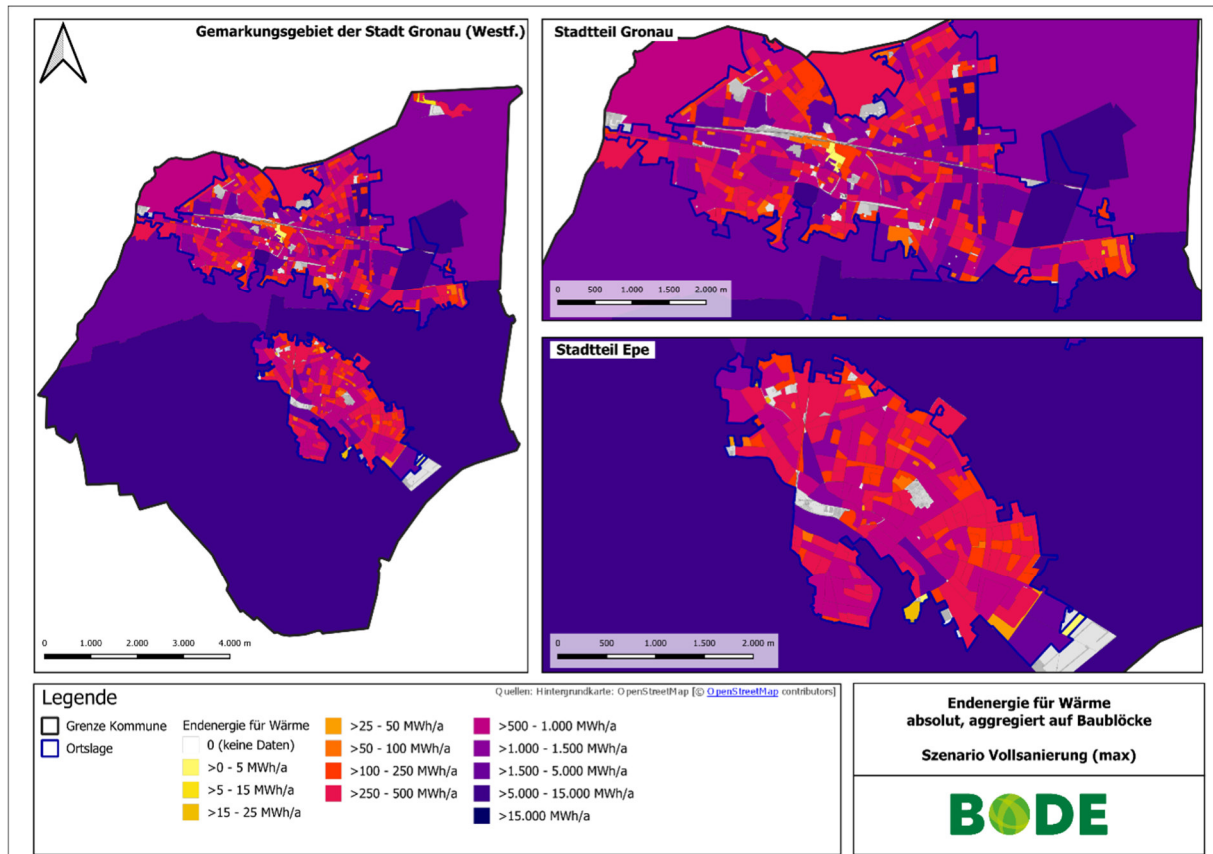 Gemarkungsgebiet der Stadt Gronau (Westf.)
0 1.000 2.000 3.000 4.000 m
Stadtteil Gronau
0 500 1.000 1.500 2.000 m
Stadtteil Epe
0 500 1.000 1.500 2.000 m
Legende
Quellen: Hintergrundkarte: OpenStreetMap [© OpenStreetMap contributors]
Grenze Kommune
Ortslage
Endenergie für Wärme
0 (keine Daten)
>0 - 5 MWh/a
>5 - 15 MWh/a
>15 - 25 MWh/a
>25 - 50 MWh/a
>50 - 100 MWh/a
>100 - 250 MWh/a
>250 - 500 MWh/a
>500 - 1.000 MWh/a
>1.000 - 1.500 MWh/a
>1.500 - 5.000 MWh/a
>5.000 - 15.000 MWh/a
>15.000 MWh/a
Endenergie für Wärme
absolut, aggregiert auf Baublöcke
Szenario Vollsanierung (max)
BODE